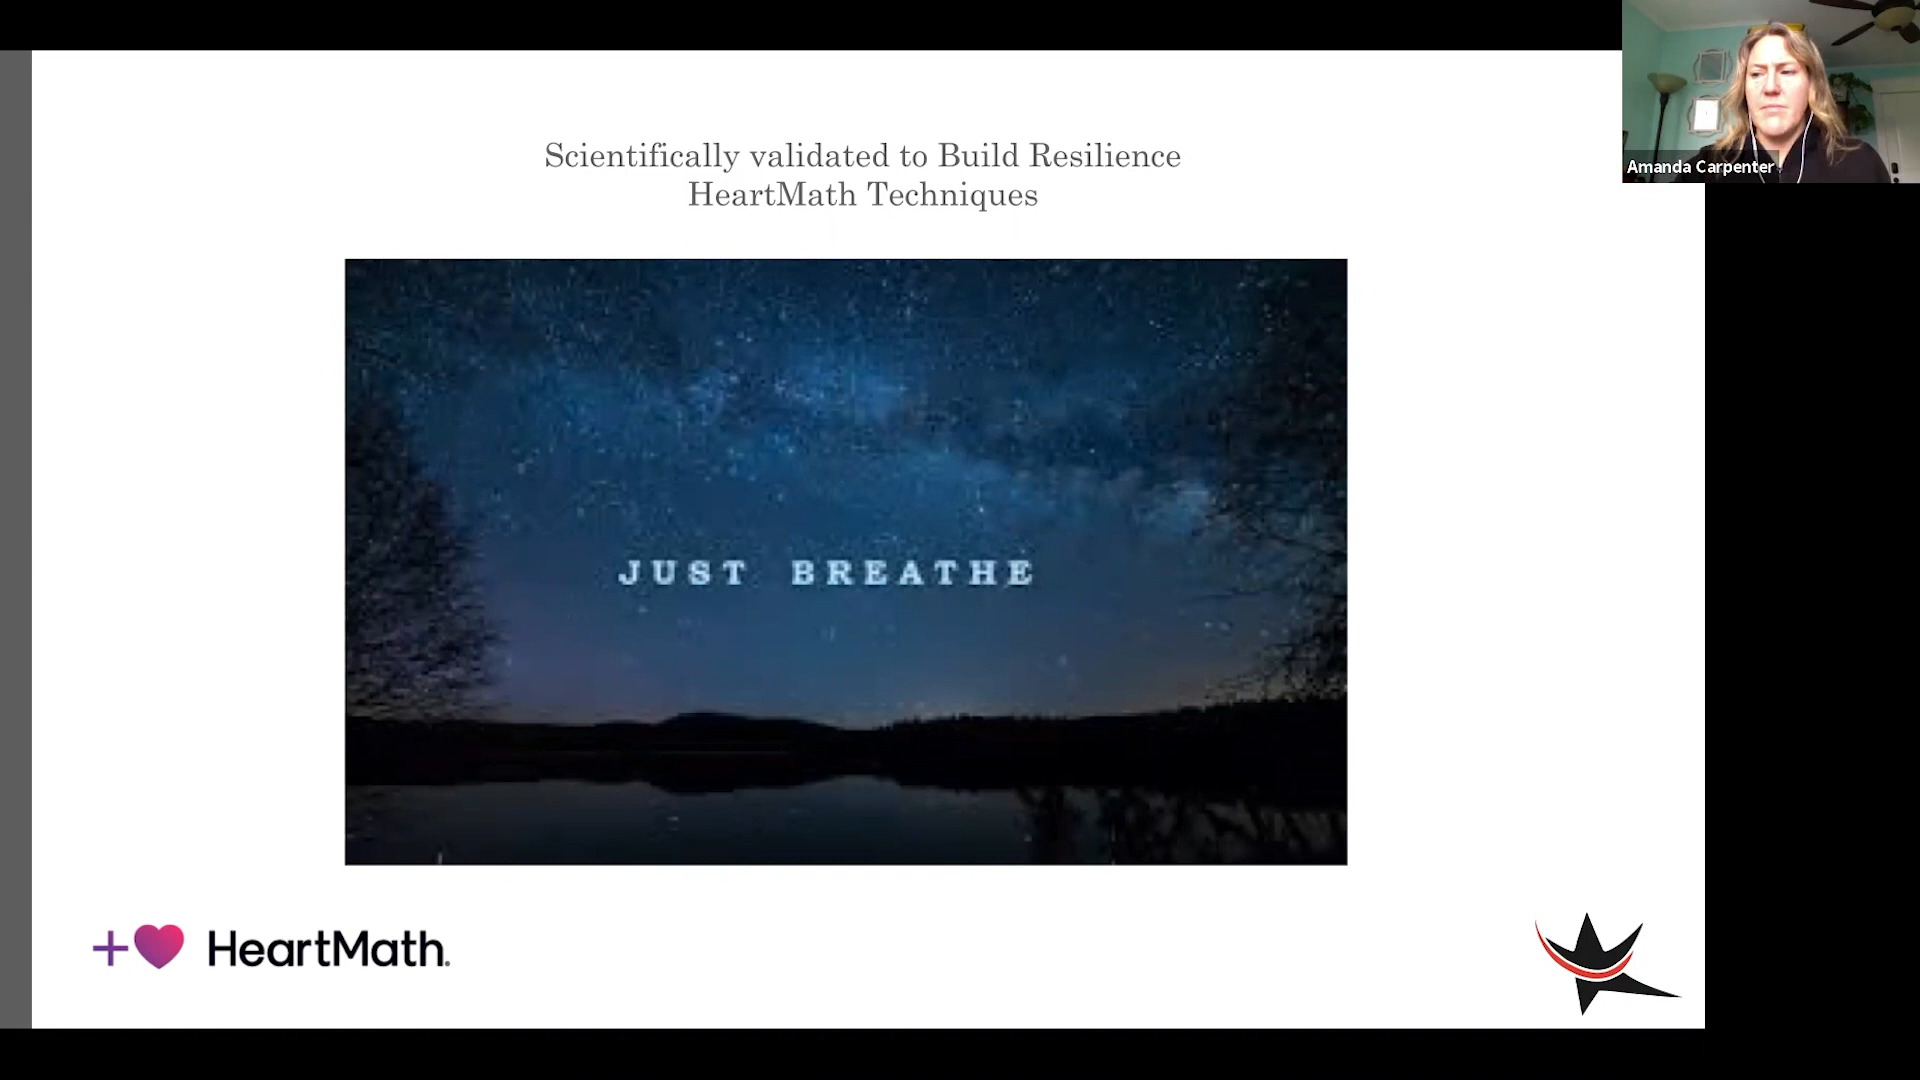 Scientifically validated to Build Resilience
HeartMath Techniques
Amanda Carpenter
JUST BREATHE
HeartMath.